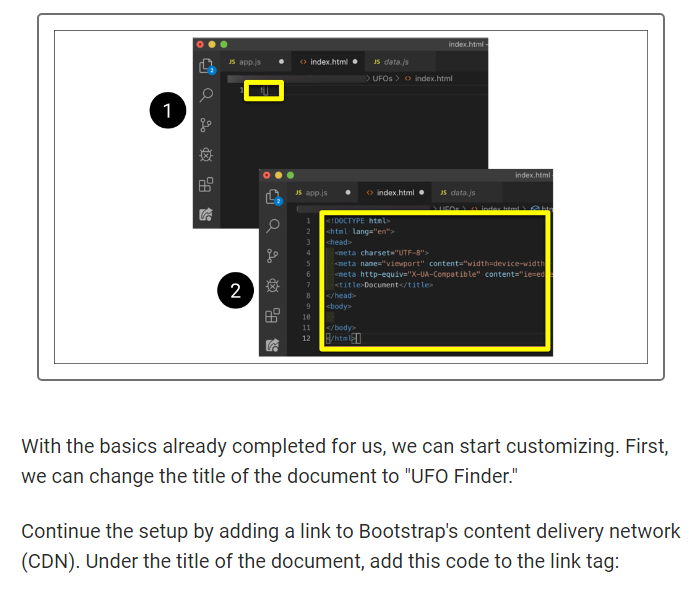 index.html -
JS app.js
<> index.html
JS data.js
> UFOs > <> index.html
1 !
1
index.html
JS app.js
<> index.html
JS data.js
2
2
1 <!DOCTYPE html>
2 <html lang="en">
3 <head>
4 <meta charset="UTF-8">
5 <meta name="viewport" content="width=device-width
6 <meta http-equiv="X-UA-Compatible" content="ie=ed
7 <title>Document</title>
8 </head>
9 <body>
10
11 </body>
12 </html>
2
With the basics already completed for us, we can start customizing. First,
we can change the title of the document to "UFO Finder."
Continue the setup by adding a link to Bootstrap's content delivery network
(CDN). Under the title of the document, add this code to the link tag: